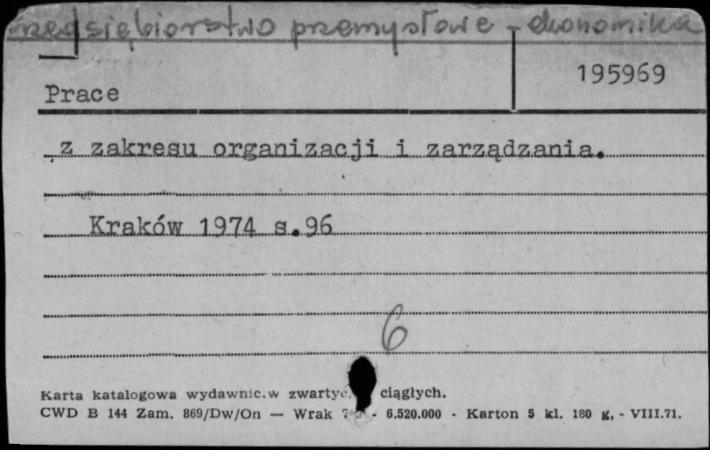 Przedsiębiorstwo przemysłowe - ekonomika
195969
Prace
z zakresu organizacji i zarządzania.
Kraków 1974 s.96
6
Karta katalogowa wydawnic.w zwartyc ciągłych.
CWD B 144 Zam. 869/Dw/On — Wrak - 6.520.000 - Karton 5 kl. 180 g. - VIII.71.